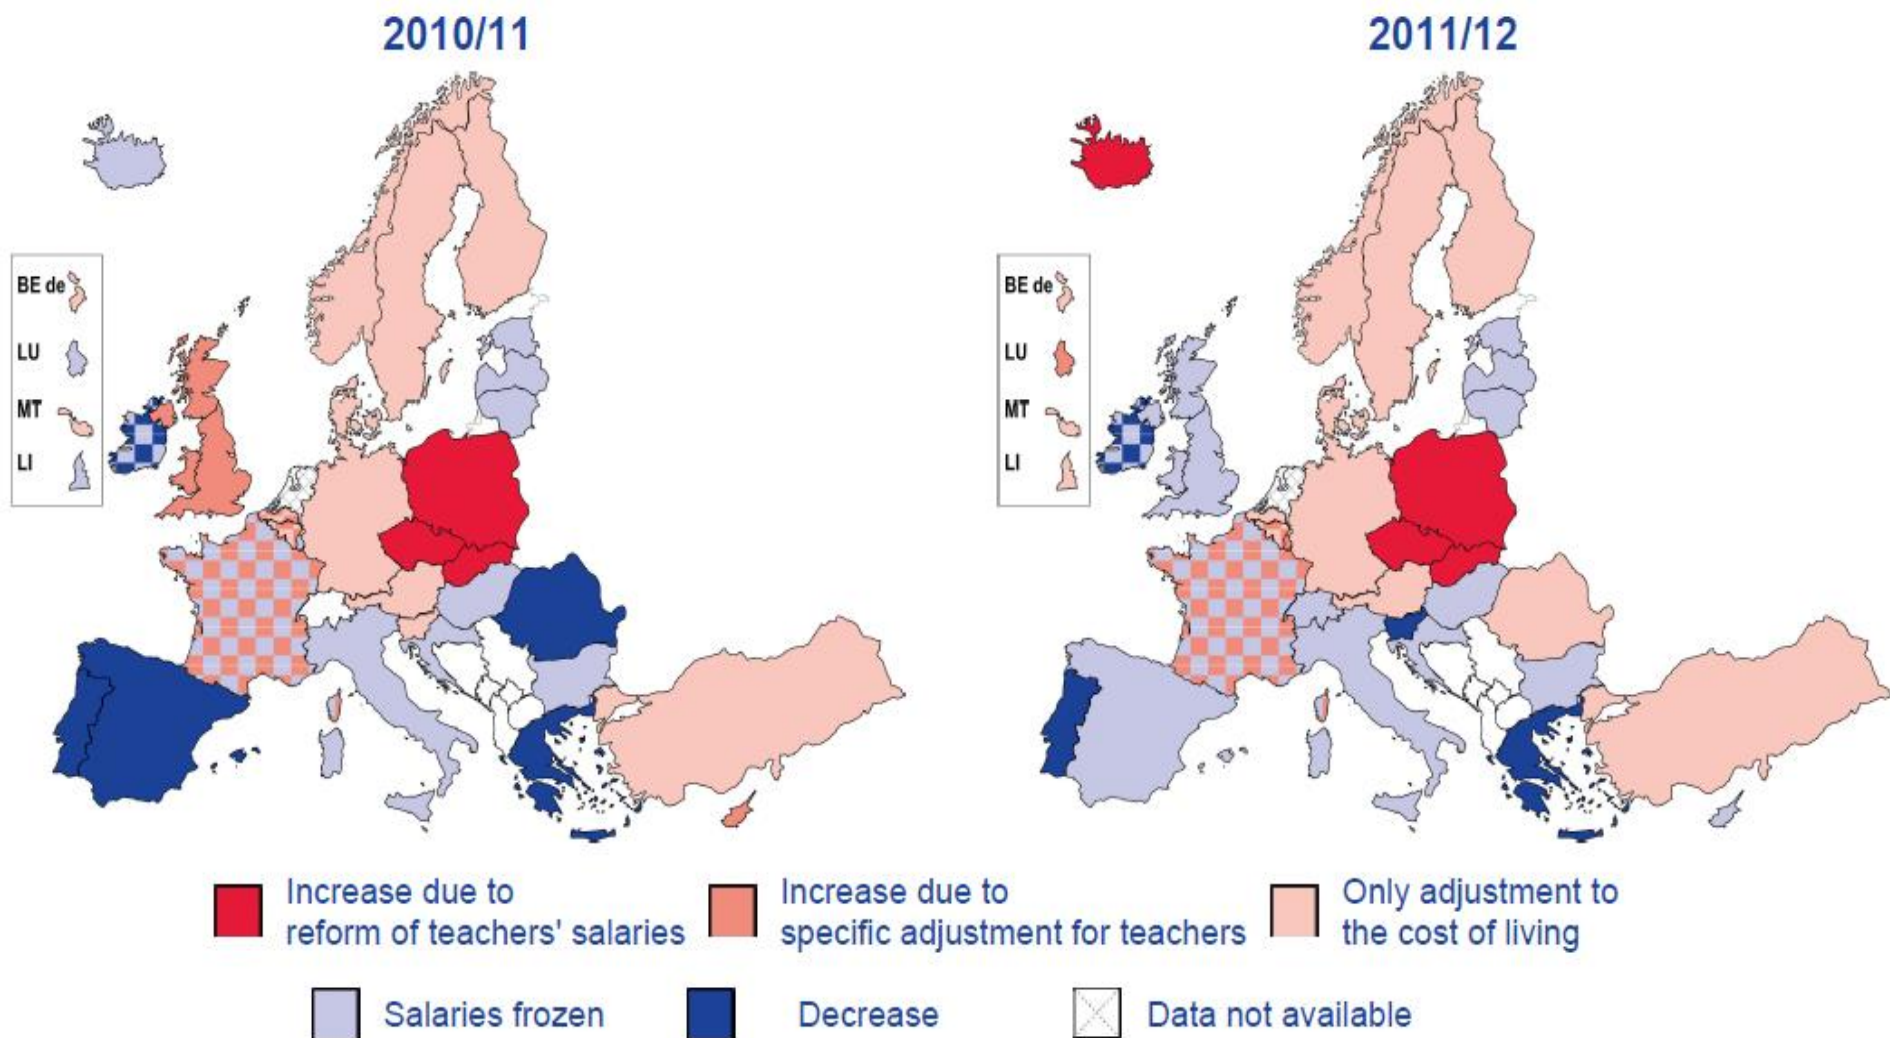 2010/11
2011/12
BE de
LU
MT
LI
BE de
LU
MT
LI
Increase due to
reform of teachers' salaries
Increase due to
specific adjustment for teachers
Only adjustment to
the cost of living
Salaries frozen
Decrease
Data not available